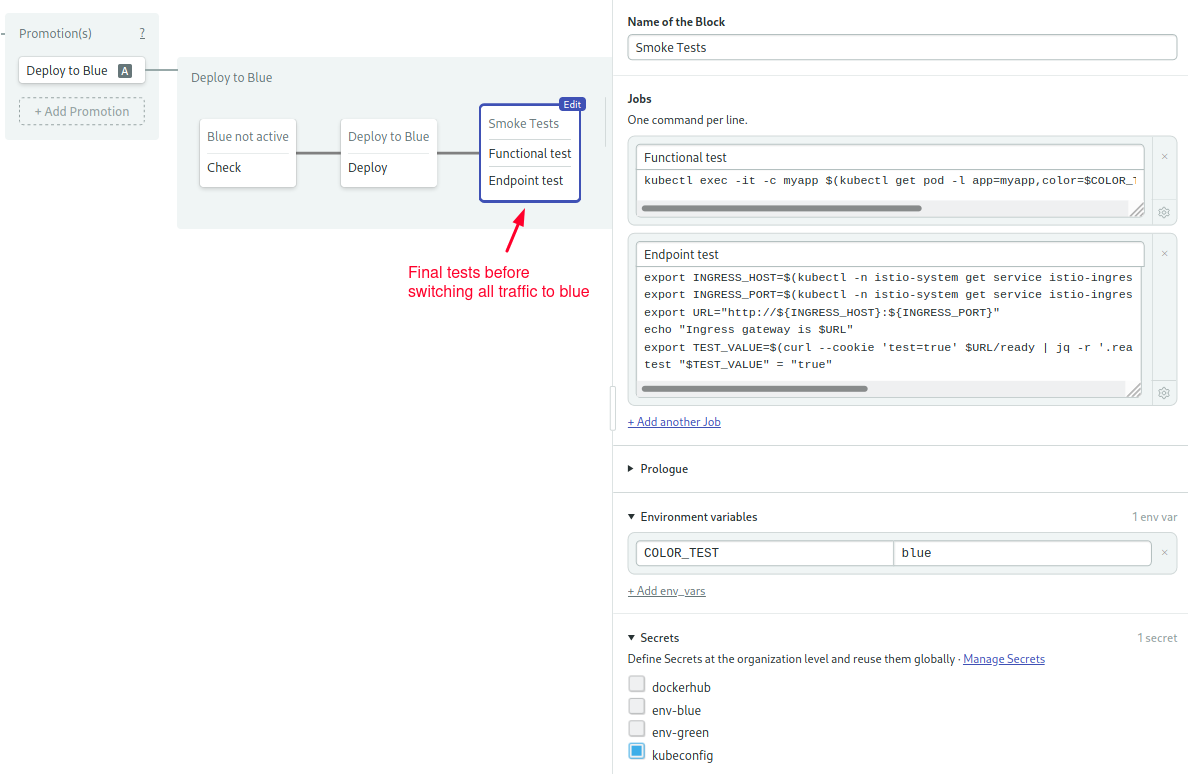 Promotion(s) ?
Deploy to Blue A
+ Add Promotion
Deploy to Blue
Blue not active
Check
Deploy to Blue
Deploy
Edit
Smoke Tests
Functional test
Endpoint test
Final tests before
switching all traffic to blue
Name of the Block
Smoke Tests
Jobs
One command per line.
Functional test
kubectl exec -it -c myapp $(kubectl get pod -l app=myapp,color=$COLOR_T
Endpoint test
export INGRESS_HOST=$(kubectl -n istio-system get service istio-ingres
export INGRESS_PORT=$(kubectl -n istio-system get service istio-ingres
export URL="http://${INGRESS_HOST}:${INGRESS_PORT}"
echo "Ingress gateway is $URL"
export TEST_VALUE=$(curl --cookie 'test=true' $URL/ready | jq -r '.rea
test "$TEST_VALUE" = "true"
+ Add another Job
Prologue
Environment variables 1 env var
COLOR_TEST blue
+ Add env_vars
Secrets 1 secret
Define Secrets at the organization level and reuse them globally · Manage Secrets
dockerhub
env-blue
env-green
kubeconfig